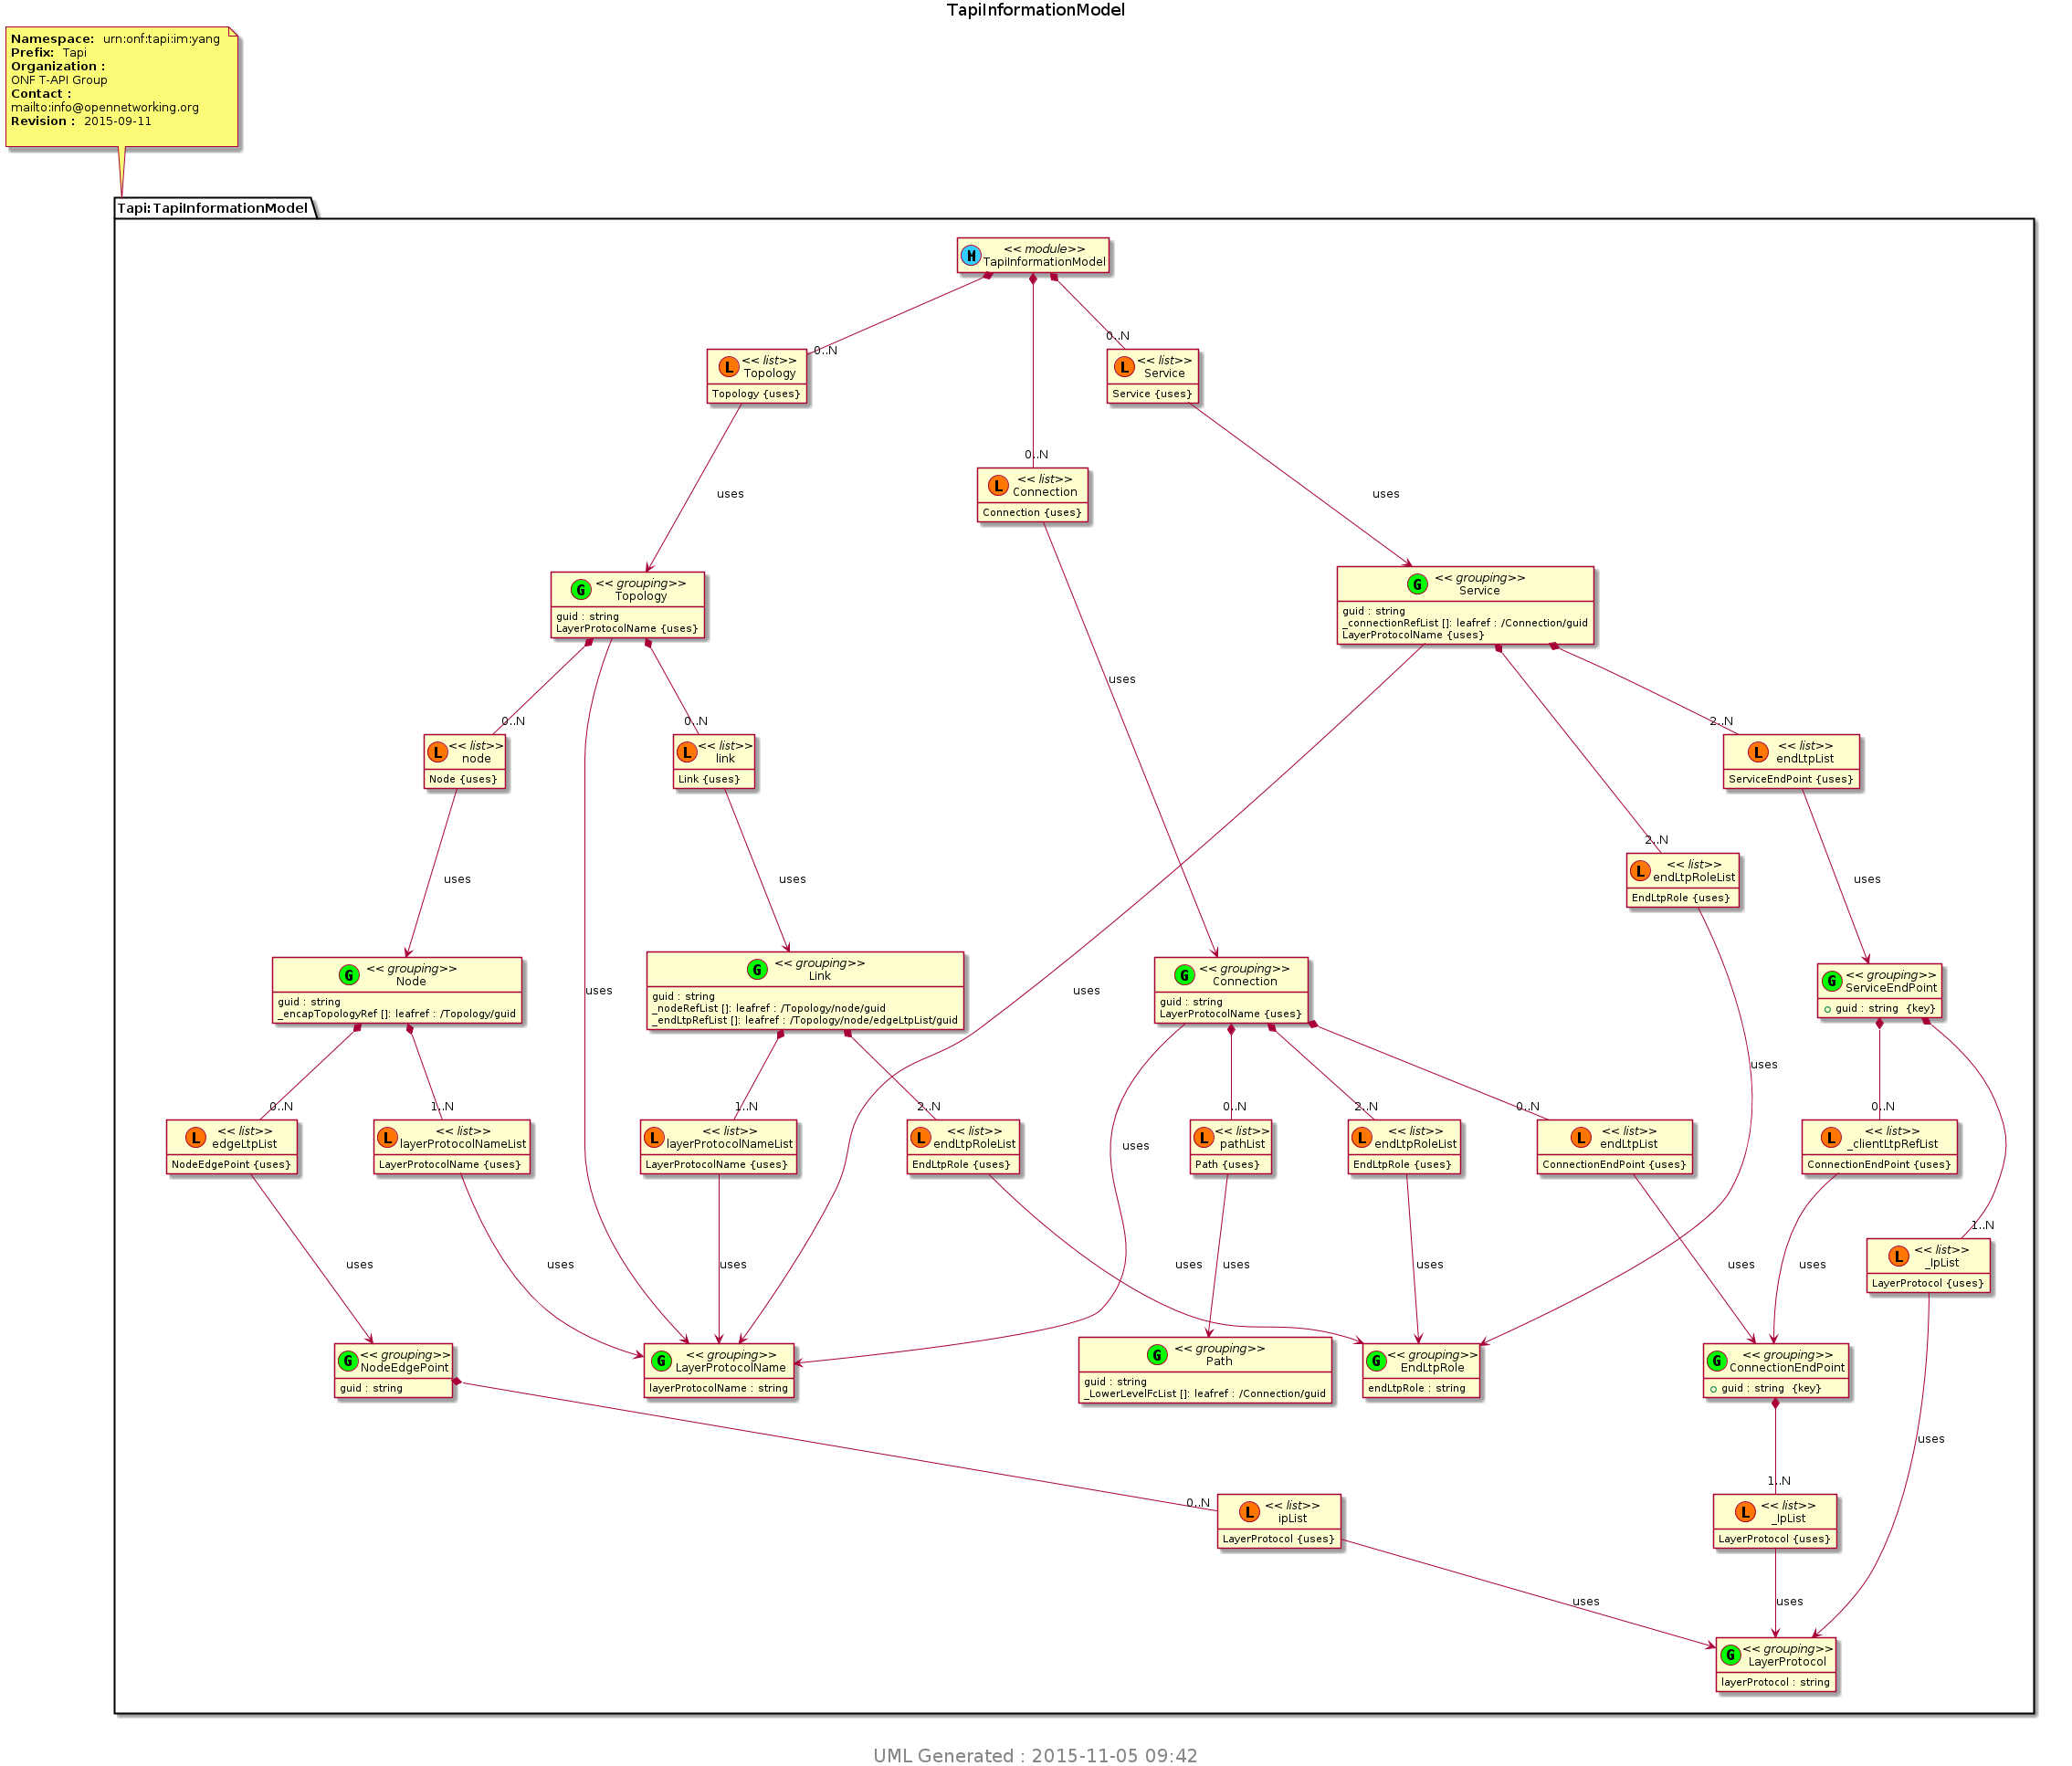 TapiInformationModel
Namespace: urn:onf:tapi:im:yang
Prefix: Tapi
Organization :
ONF T-API Group
Contact :
mailto:info@opennetworking.org
Revision : 2015-09-11
Tapi:TapiInformationModel
M
<< module>>
TapiInformationModel
0..N
0..N
L
<< list>>
Topology
Topology {uses}
L
<< list>>
Service
Service {uses}
0..N
L
<< list>>
Connection
Connection {uses}
uses
uses
G
<< grouping>>
Topology
guid : string
LayerProtocolName {uses}
G
<< grouping>>
Service
guid : string
_connectionRefList []: leafref : /Connection/guid
LayerProtocolName {uses}
uses
0..N
0..N
2..N
L
<< list>>
node
Node {uses}
L
<< list>>
link
Link {uses}
L
<< list>>
endLtpList
ServiceEndPoint {uses}
2..N
L
<< list>>
endLtpRoleList
EndLtpRole {uses}
uses
uses
uses
G
<< grouping>>
Node
guid : string
_encapTopologyRef []: leafref : /Topology/guid
G
<< grouping>>
Link
guid : string
_nodeRefList []: leafref : /Topology/node/guid
_endLtpRefList []: leafref : /Topology/node/edgeLtpList/guid
G
<< grouping>>
Connection
guid : string
LayerProtocolName {uses}
G
<< grouping>>
ServiceEndPoint
guid : string {key}
uses
uses
uses
0..N
1..N
1..N
2..N
0..N
2..N
0..N
0..N
L
<< list>>
edgeLtpList
NodeEdgePoint {uses}
L
<< list>>
layerProtocolNameList
LayerProtocolName {uses}
L
<< list>>
layerProtocolNameList
LayerProtocolName {uses}
L
<< list>>
endLtpRoleList
EndLtpRole {uses}
uses
L
<< list>>
pathList
Path {uses}
L
<< list>>
endLtpRoleList
EndLtpRole {uses}
L
<< list>>
endLtpList
ConnectionEndPoint {uses}
L
<< list>>
_clientLtpRefList
ConnectionEndPoint {uses}
1..N
L
<< list>>
_lpList
LayerProtocol {uses}
uses
uses
uses
uses
uses
uses
uses
uses
G
<< grouping>>
NodeEdgePoint
guid : string
G
<< grouping>>
LayerProtocolName
layerProtocolName : string
G
<< grouping>>
Path
guid : string
_LowerLevelFcList []: leafref : /Connection/guid
G
<< grouping>>
EndLtpRole
endLtpRole : string
G
<< grouping>>
ConnectionEndPoint
guid : string {key}
uses
0..N
1..N
L
<< list>>
ipList
LayerProtocol {uses}
L
<< list>>
_lpList
LayerProtocol {uses}
uses
uses
G
<< grouping>>
LayerProtocol
layerProtocol : string
UML Generated : 2015-11-05 09:42